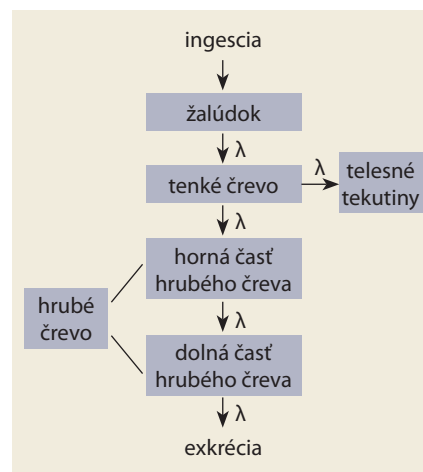 ingescia
žalúdok
λ
tenké črevo
λ
telesné
tekutiny
λ
horná časť
hrubého čreva
hrubé
črevo
λ
dolná časť
hrubého čreva
λ
exkrécia